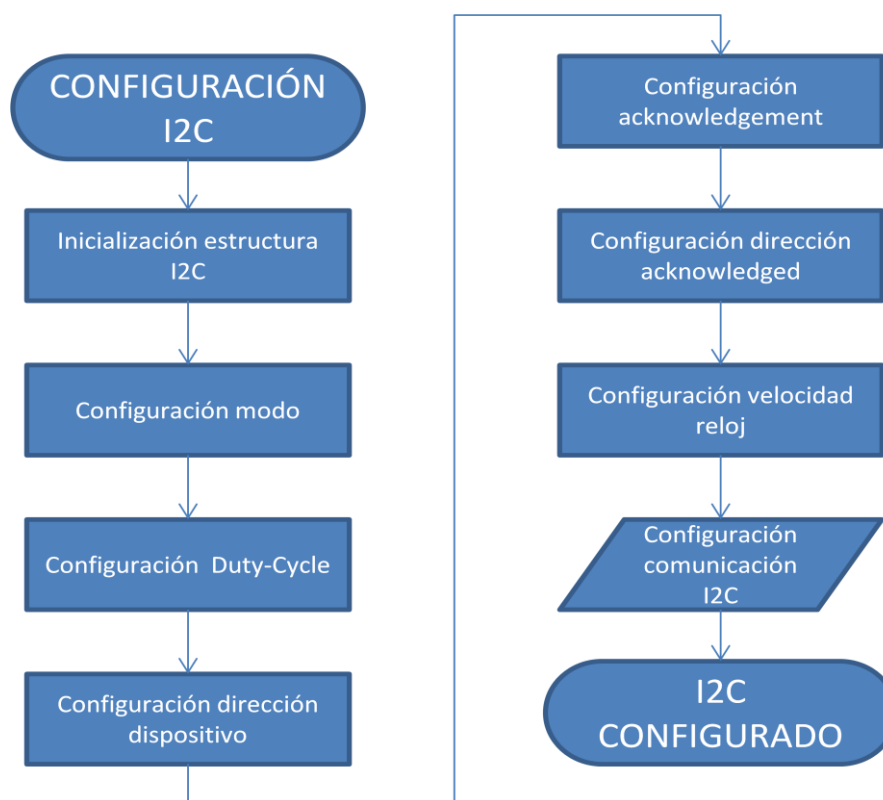 CONFIGURACIÓN
I2C
Inicialización estructura
I2C
Configuración modo
Configuración  Duty-Cycle
Configuración dirección
dispositivo
Configuración
acknowledgement
Configuración dirección
acknowledged
Configuración velocidad
reloj
Configuración
comunicación
I2C
I2C
CONFIGURADO